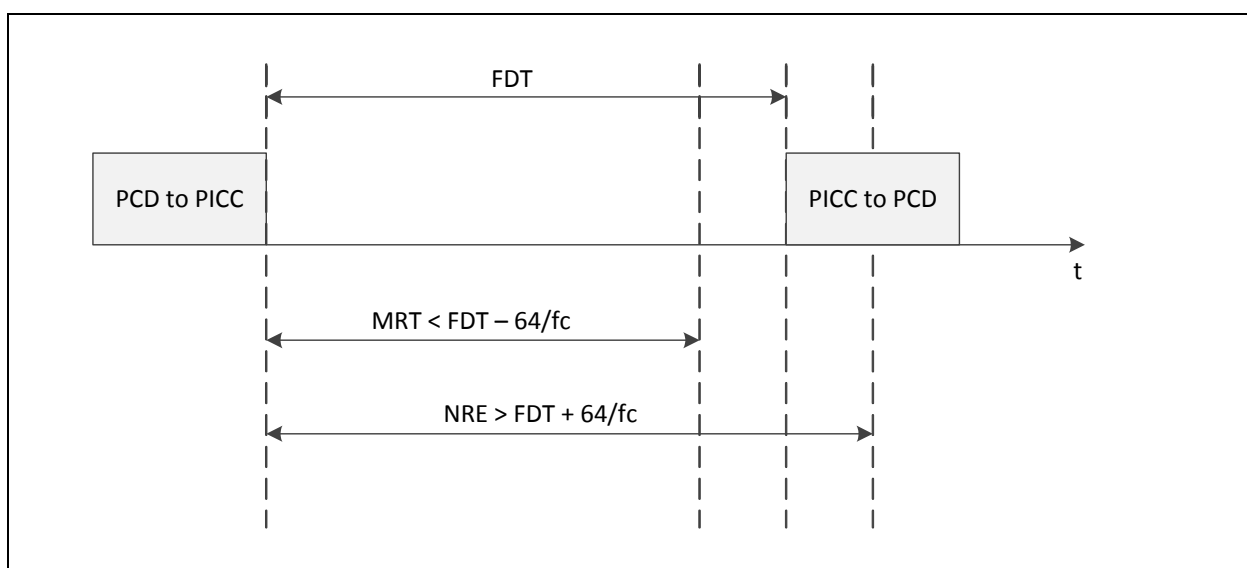 FDT
PCD to PICC
PICC to PCD
t
MRT < FDT – 64/fc
NRE > FDT + 64/fc